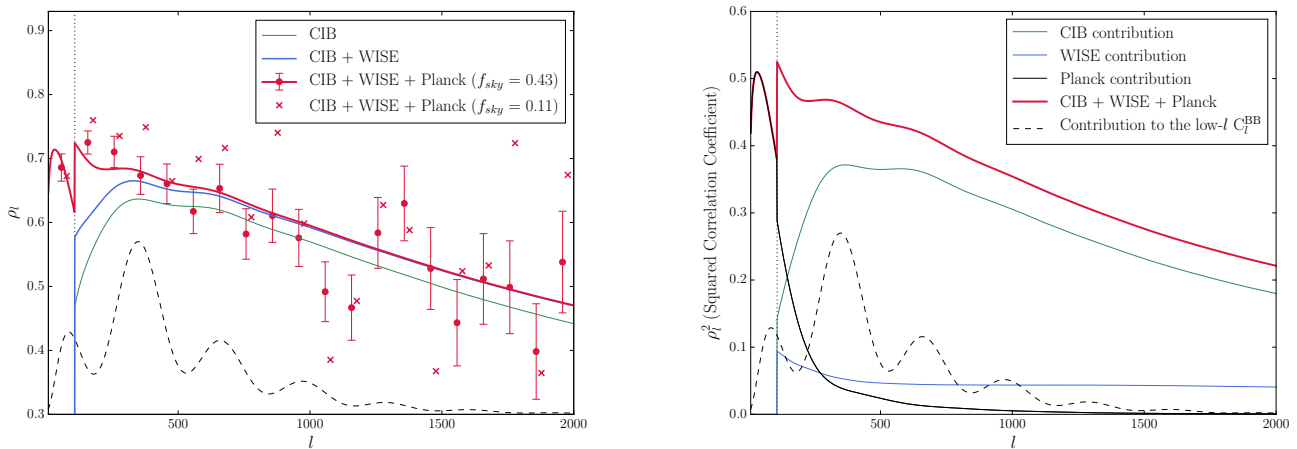 0.9
0.8
0.7
0.6
0.5
0.4
0.3
500
1000
1500
2000
l
ρ_l
CIB
CIB + WISE
CIB + WISE + Planck (f_sky = 0.43)
CIB + WISE + Planck (f_sky = 0.11)
0.6
0.5
0.4
0.3
0.2
0.1
0.0
500
1000
1500
2000
l
ρ_l^2 (Squared Correlation Coefficient)
CIB contribution
WISE contribution
Planck contribution
CIB + WISE + Planck
Contribution to the low-l C_l^BB